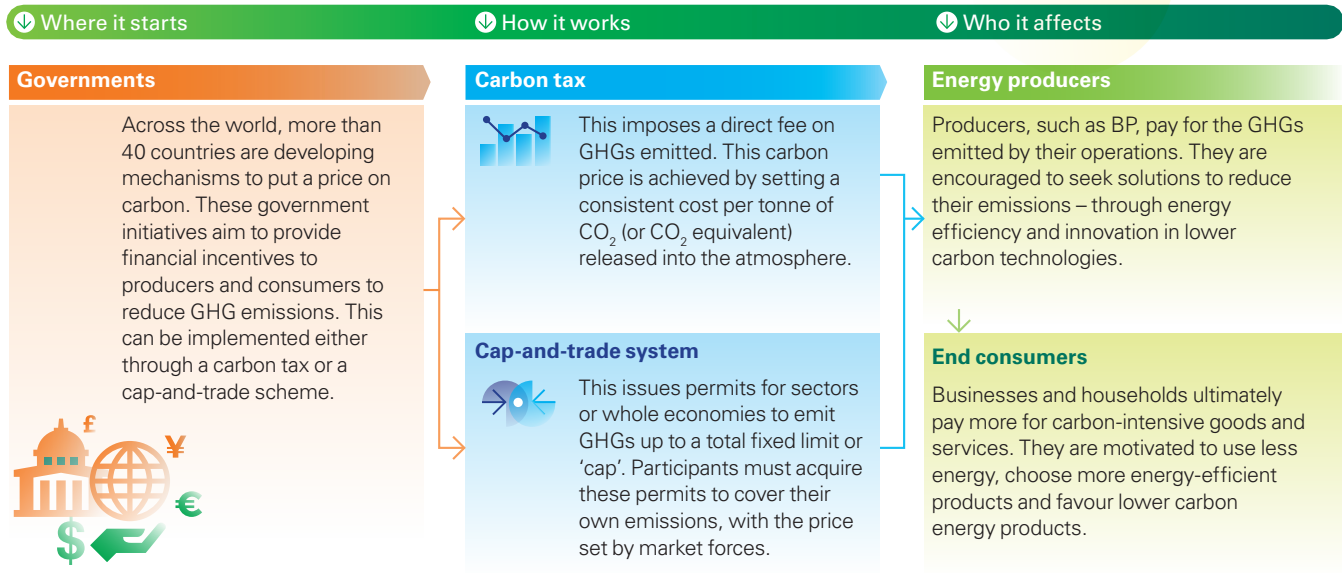 Where it starts
How it works
Who it affects
Governments
Across the world, more than
40 countries are developing
mechanisms to put a price on
carbon. These government
initiatives aim to provide
financial incentives to
producers and consumers to
reduce GHG emissions. This
can be implemented either
through a carbon tax or a
cap-and-trade scheme.
£
¥
€
$
Carbon tax
This imposes a direct fee on
GHGs emitted. This carbon
price is achieved by setting a
consistent cost per tonne of
CO₂ (or CO₂ equivalent)
released into the atmosphere.
Cap-and-trade system
This issues permits for sectors
or whole economies to emit
GHGs up to a total fixed limit or
‘cap’. Participants must acquire
these permits to cover their
own emissions, with the price
set by market forces.
Energy producers
Producers, such as BP, pay for the GHGs
emitted by their operations. They are
encouraged to seek solutions to reduce
their emissions – through energy
efficiency and innovation in lower
carbon technologies.
End consumers
Businesses and households ultimately
pay more for carbon-intensive goods and
services. They are motivated to use less
energy, choose more energy-efficient
products and favour lower carbon
energy products.